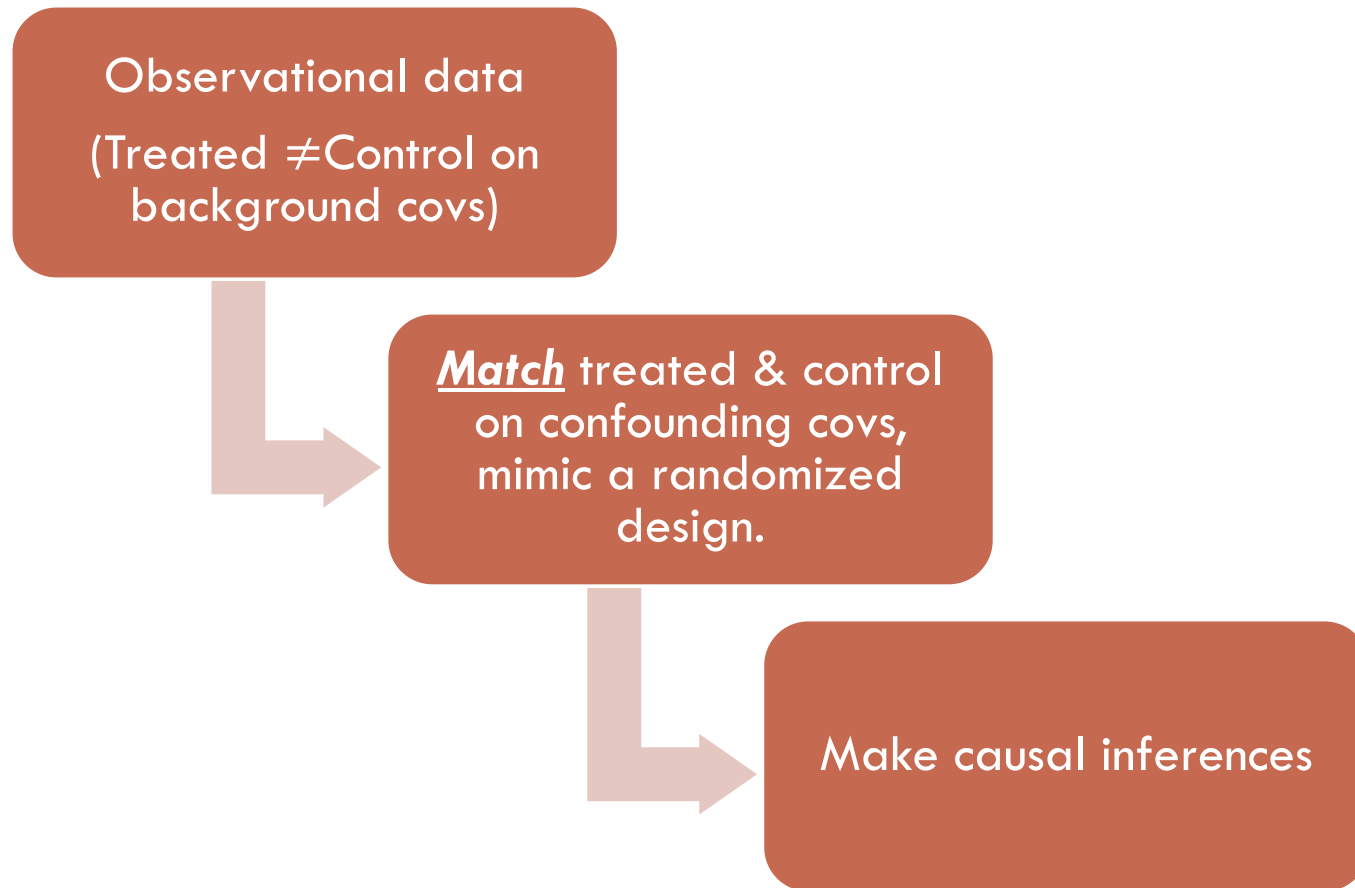 Observational data
(Treated ≠Control on
background covs)
Match treated & control
on confounding covs,
mimic a randomized
design.
Make causal inferences